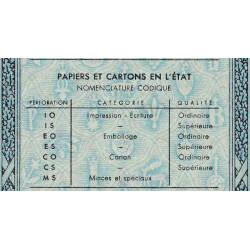 PAPIERS ET CARTONS EN L'ÉTAT
NOMENCLATURE CODIQUE
PERFORATION CATÉGORIE QUALITÉ
IO Impression - Écriture Ordinaire
IS — Supérieure
EO Emballage Ordinaire
ES — Supérieure
CO Carton Ordinaire
CS — Supérieure
MS Minces et spéciaux